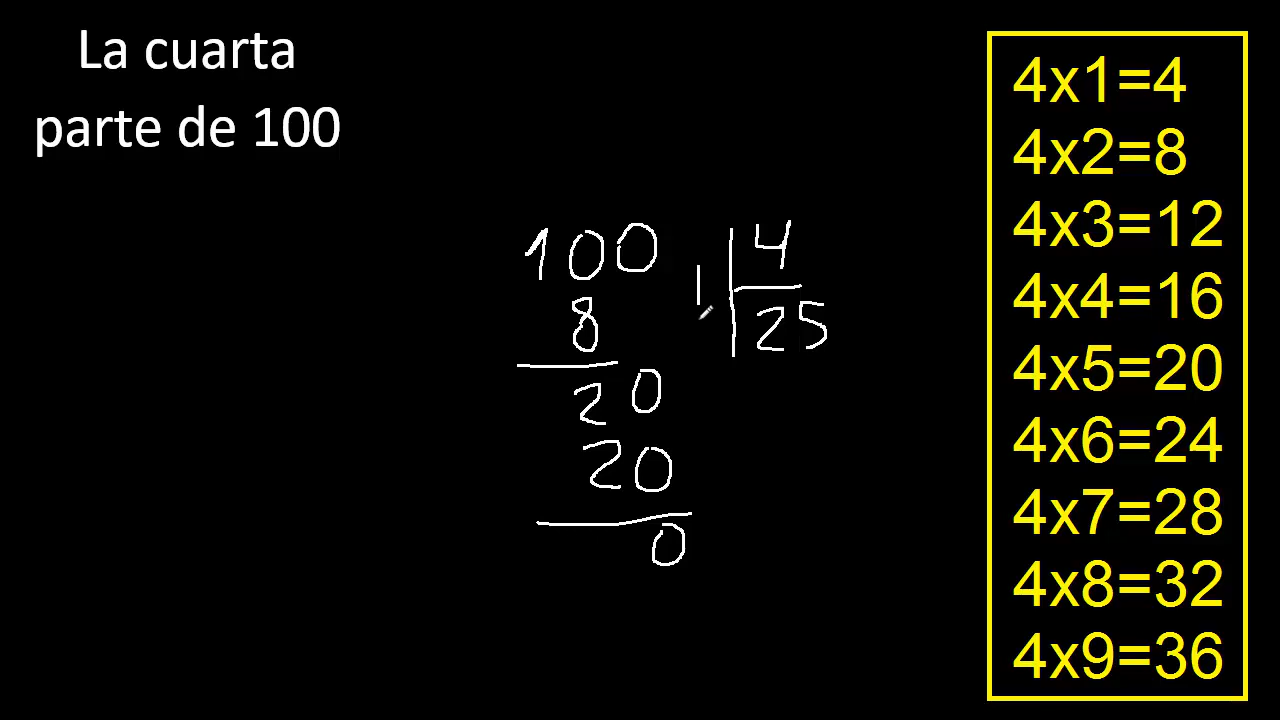 La cuarta
parte de 100
100 4
8 25
20
20
0
4x1=4
4x2=8
4x3=12
4x4=16
4x5=20
4x6=24
4x7=28
4x8=32
4x9=36